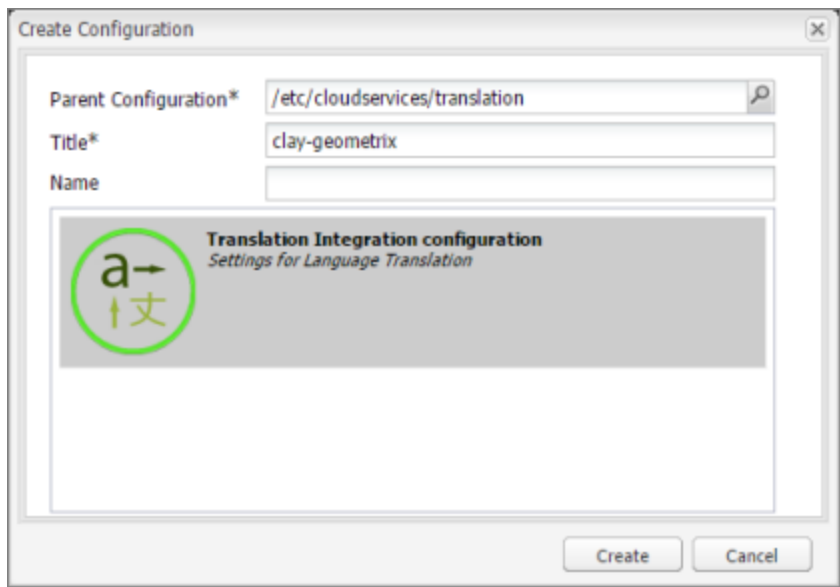 Create Configuration
Parent Configuration* /etc/cloudservices/translation
Title* clay-geometrix
Name
Translation Integration configuration
Settings for Language Translation
a
丈
Create Cancel